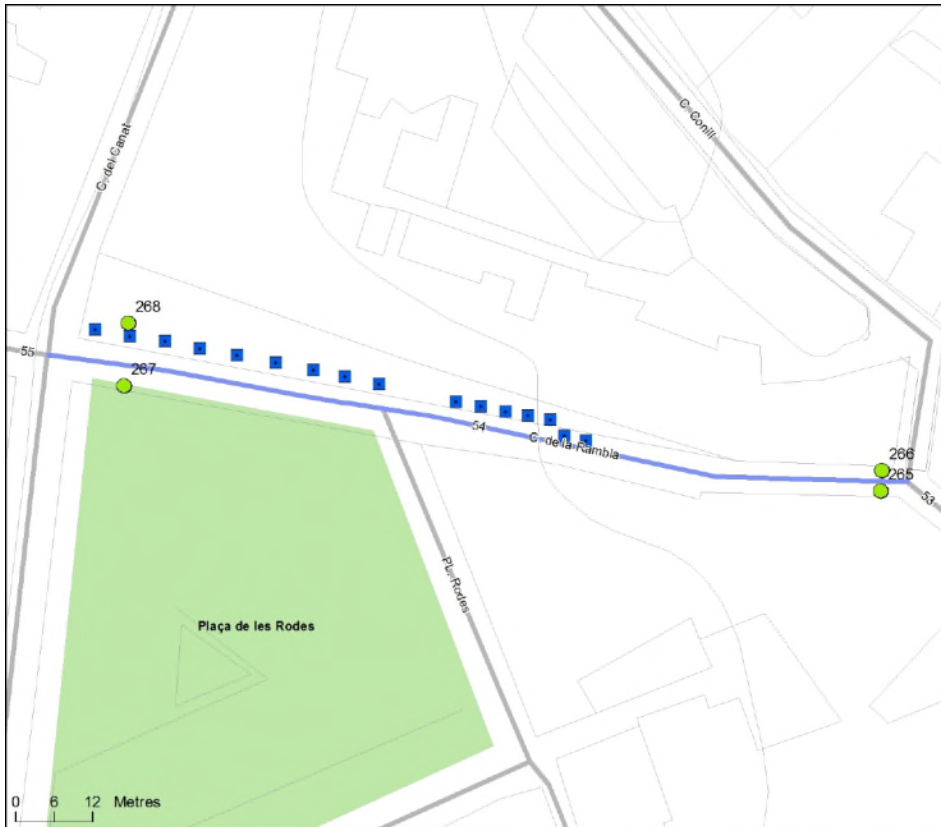 C. del Canat
C. Conill
268
55
267
54
C. de la Rambla
266
265
53
Pl. Rodes
Plaça de les Rodes
0 6 12 Metres